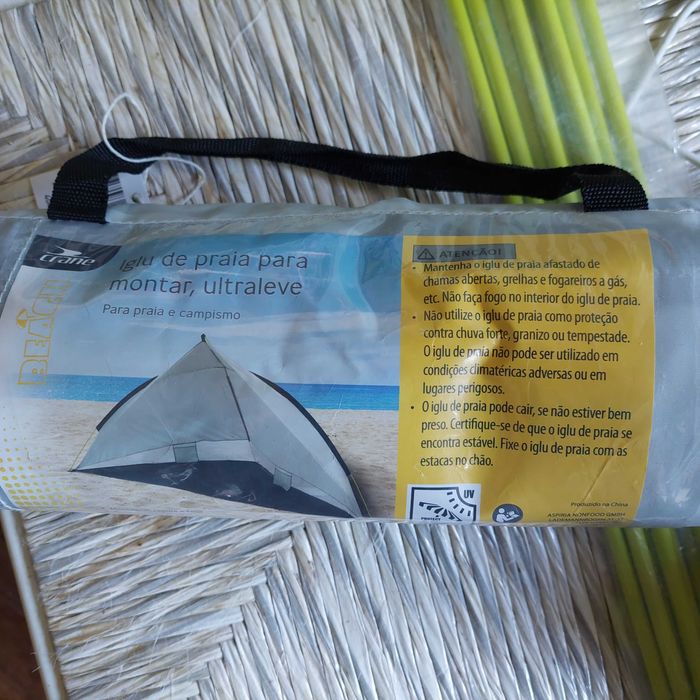 crane
BEACH
Iglu de praia para
montar, ultraleve
Para praia e campismo
ATENÇÃO!
• Mantenha o iglu de praia afastado de
chamas abertas, grelhas e fogareiros a gás,
etc. Não faça fogo no interior do iglu de praia.
• Não utilize o iglu de praia como proteção
contra chuva forte, granizo ou tempestade.
O iglu de praia não pode ser utilizado em
condições climatéricas adversas ou em
lugares perigosos.
• O iglu de praia pode cair, se não estiver bem
preso. Certifique-se de que o iglu de praia se
encontra estável. Fixe o iglu de praia com as
estacas no chão.
UV
PROTECT
Produzido na China
ASPIRIA NONFOOD GMBH